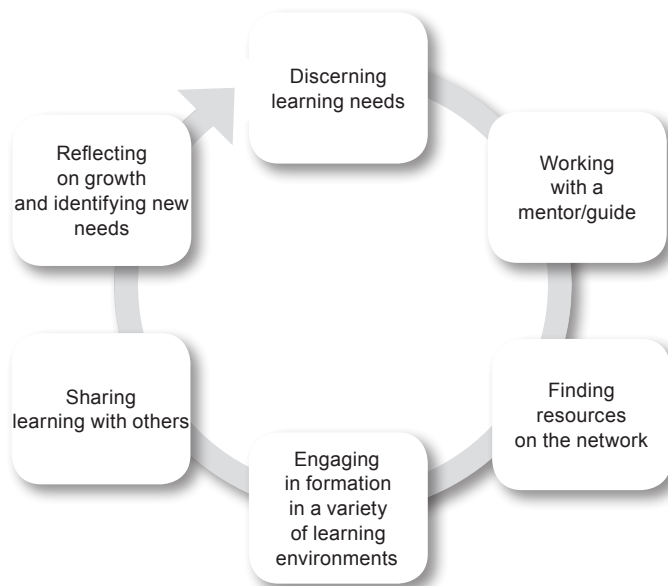 Discerning
learning needs
Working
with a
mentor/guide
Finding
resources
on the network
Engaging
in formation
in a variety
of learning
environments
Sharing
learning with others
Reflecting
on growth
and identifying new
needs